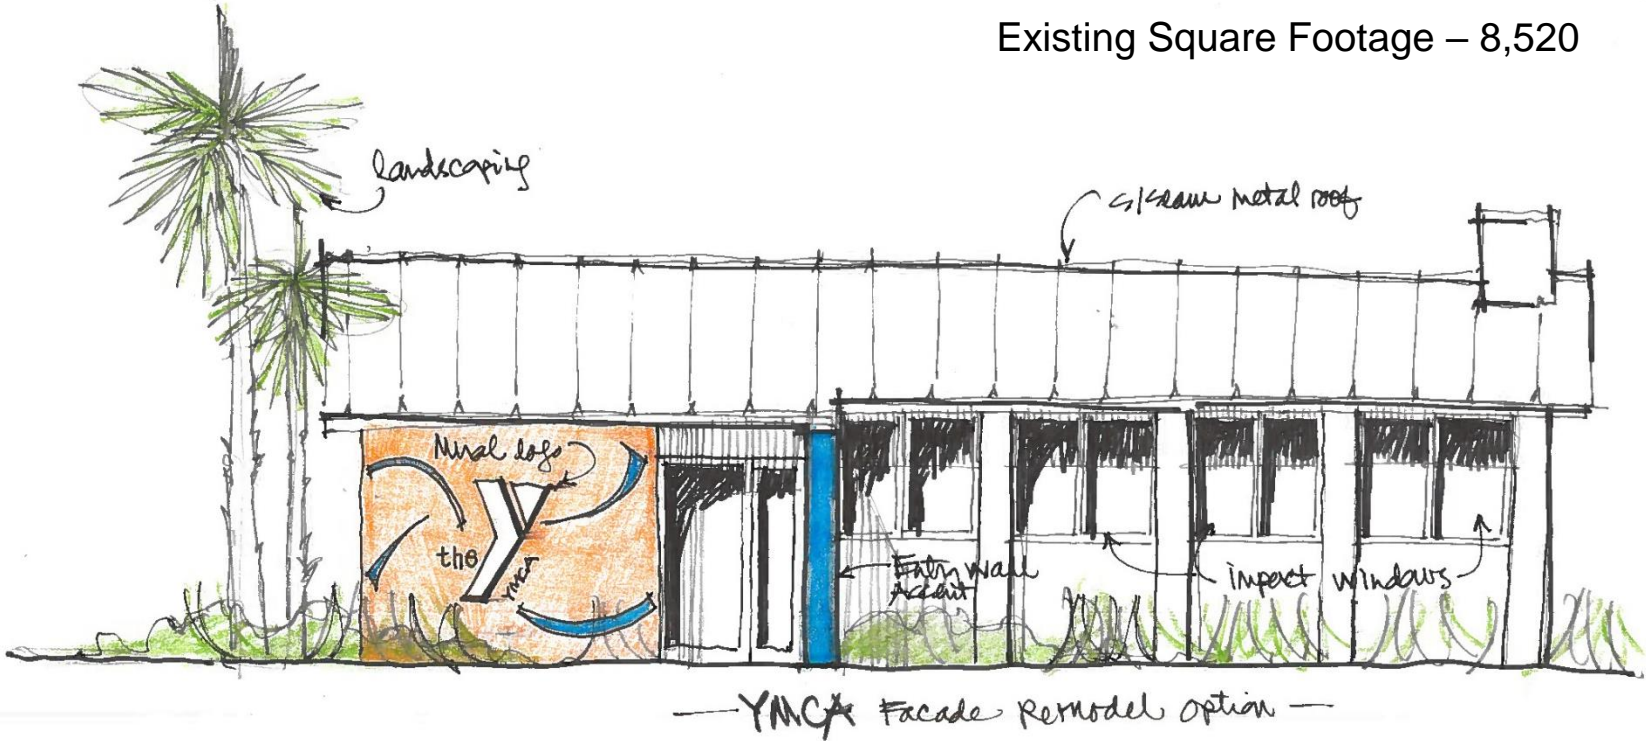 Existing Square Footage – 8,520
landscaping
s/seam metal roof
Mural logo
the
Y
YMCA
Entry wall
Accent
impact windows
— YMCA Facade Remodel option —